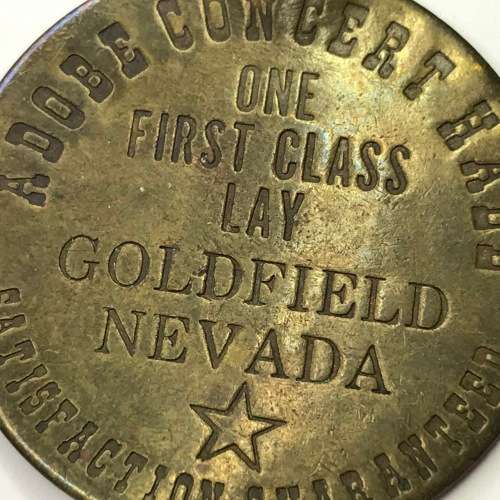 ADOBE CONCERT HALL
ONE
FIRST CLASS
LAY
GOLDFIELD
NEVADA
SATISFACTION GUARANTEED